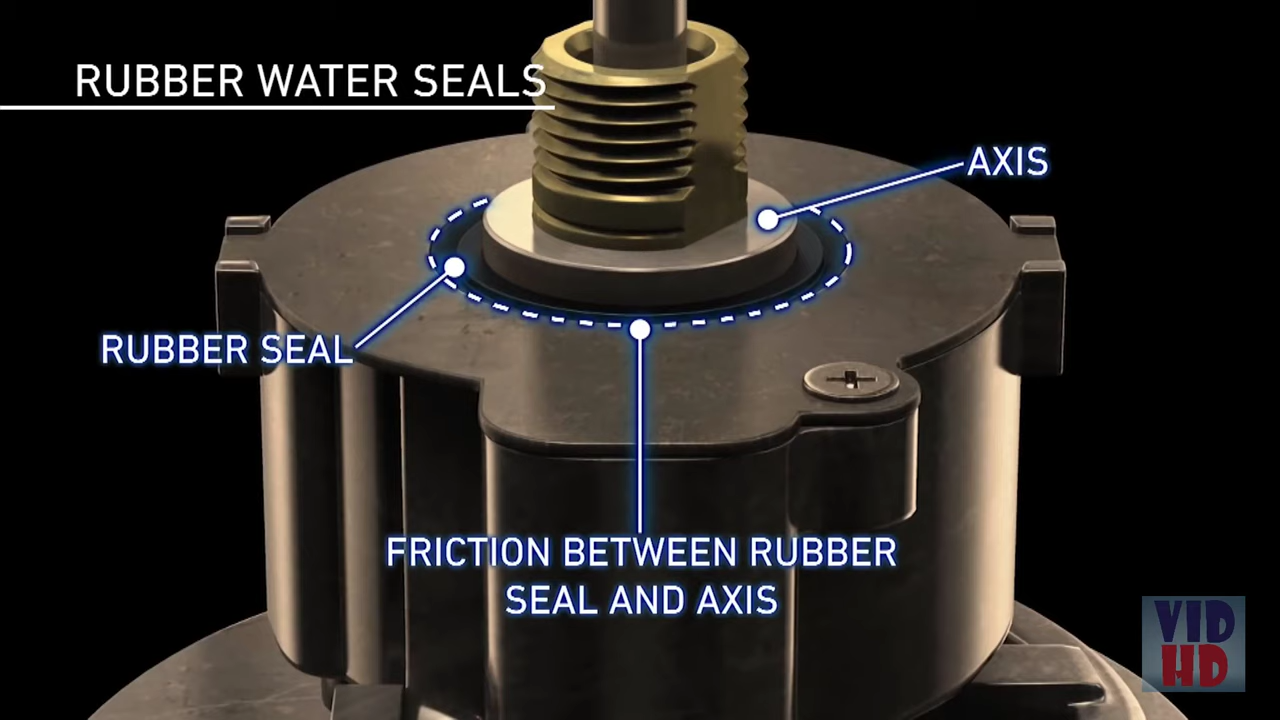 RUBBER WATER SEALS
AXIS
RUBBER SEAL
FRICTION BETWEEN RUBBER
SEAL AND AXIS
VID
HD